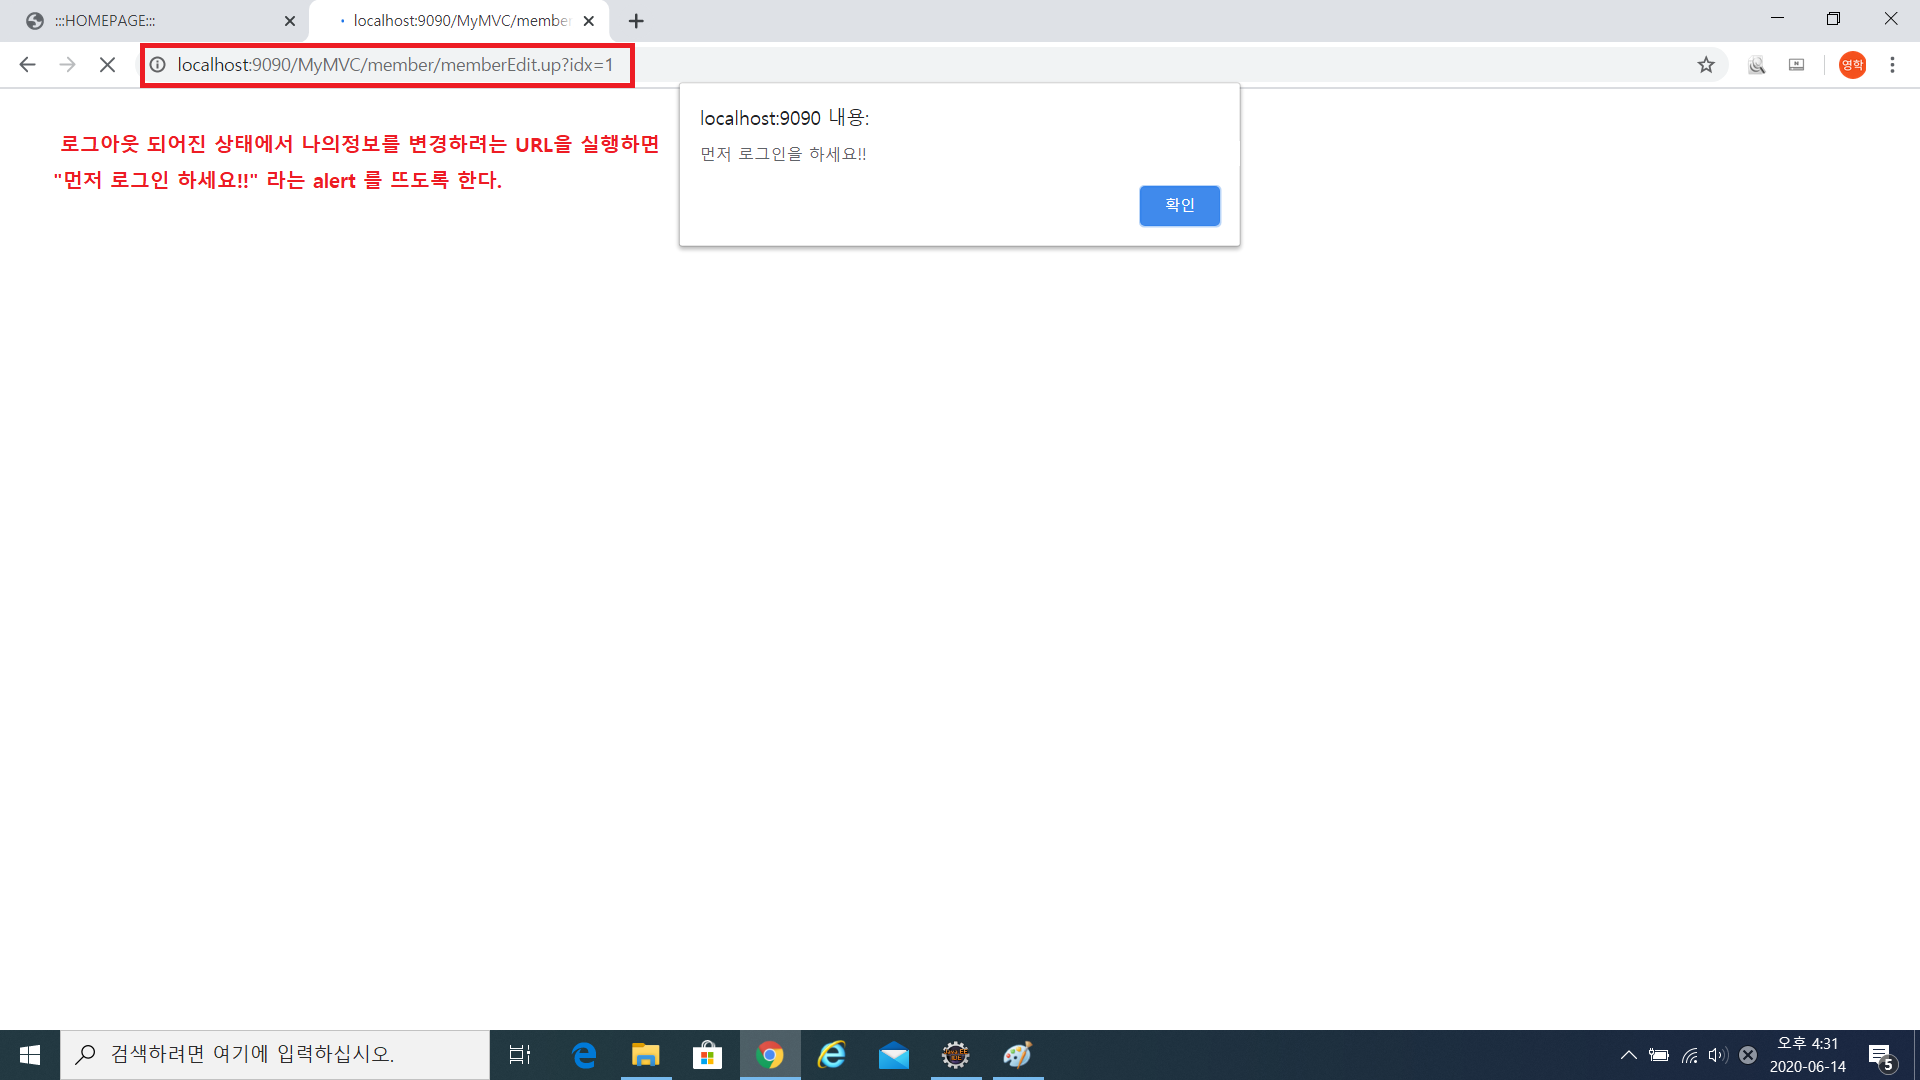 :::HOMEPAGE:::
localhost:9090/MyMVC/membe
localhost:9090/MyMVC/member/memberEdit.up?idx=1
영학
localhost:9090 내용:
먼저 로그인을 하세요!!
확인
로그아웃 되어진 상태에서 나의정보를 변경하려는 URL을 실행하면
"먼저 로그인 하세요!!" 라는 alert 를 뜨도록 한다.
검색하려면 여기에 입력하십시오.
오후 4:31
2020-06-14
5